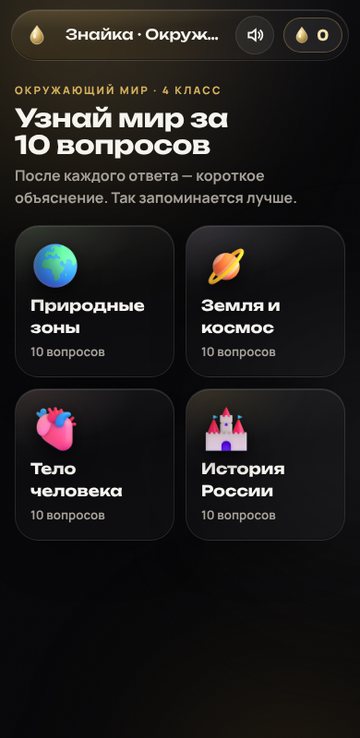 Знайка · Окруж...
0
ОКРУЖАЮЩИЙ МИР · 4 КЛАСС
Узнай мир за
10 вопросов
После каждого ответа — короткое
объяснение. Так запоминается лучше.
Природные
зоны
10 вопросов
Земля и
космос
10 вопросов
Тело
человека
10 вопросов
История
России
10 вопросов